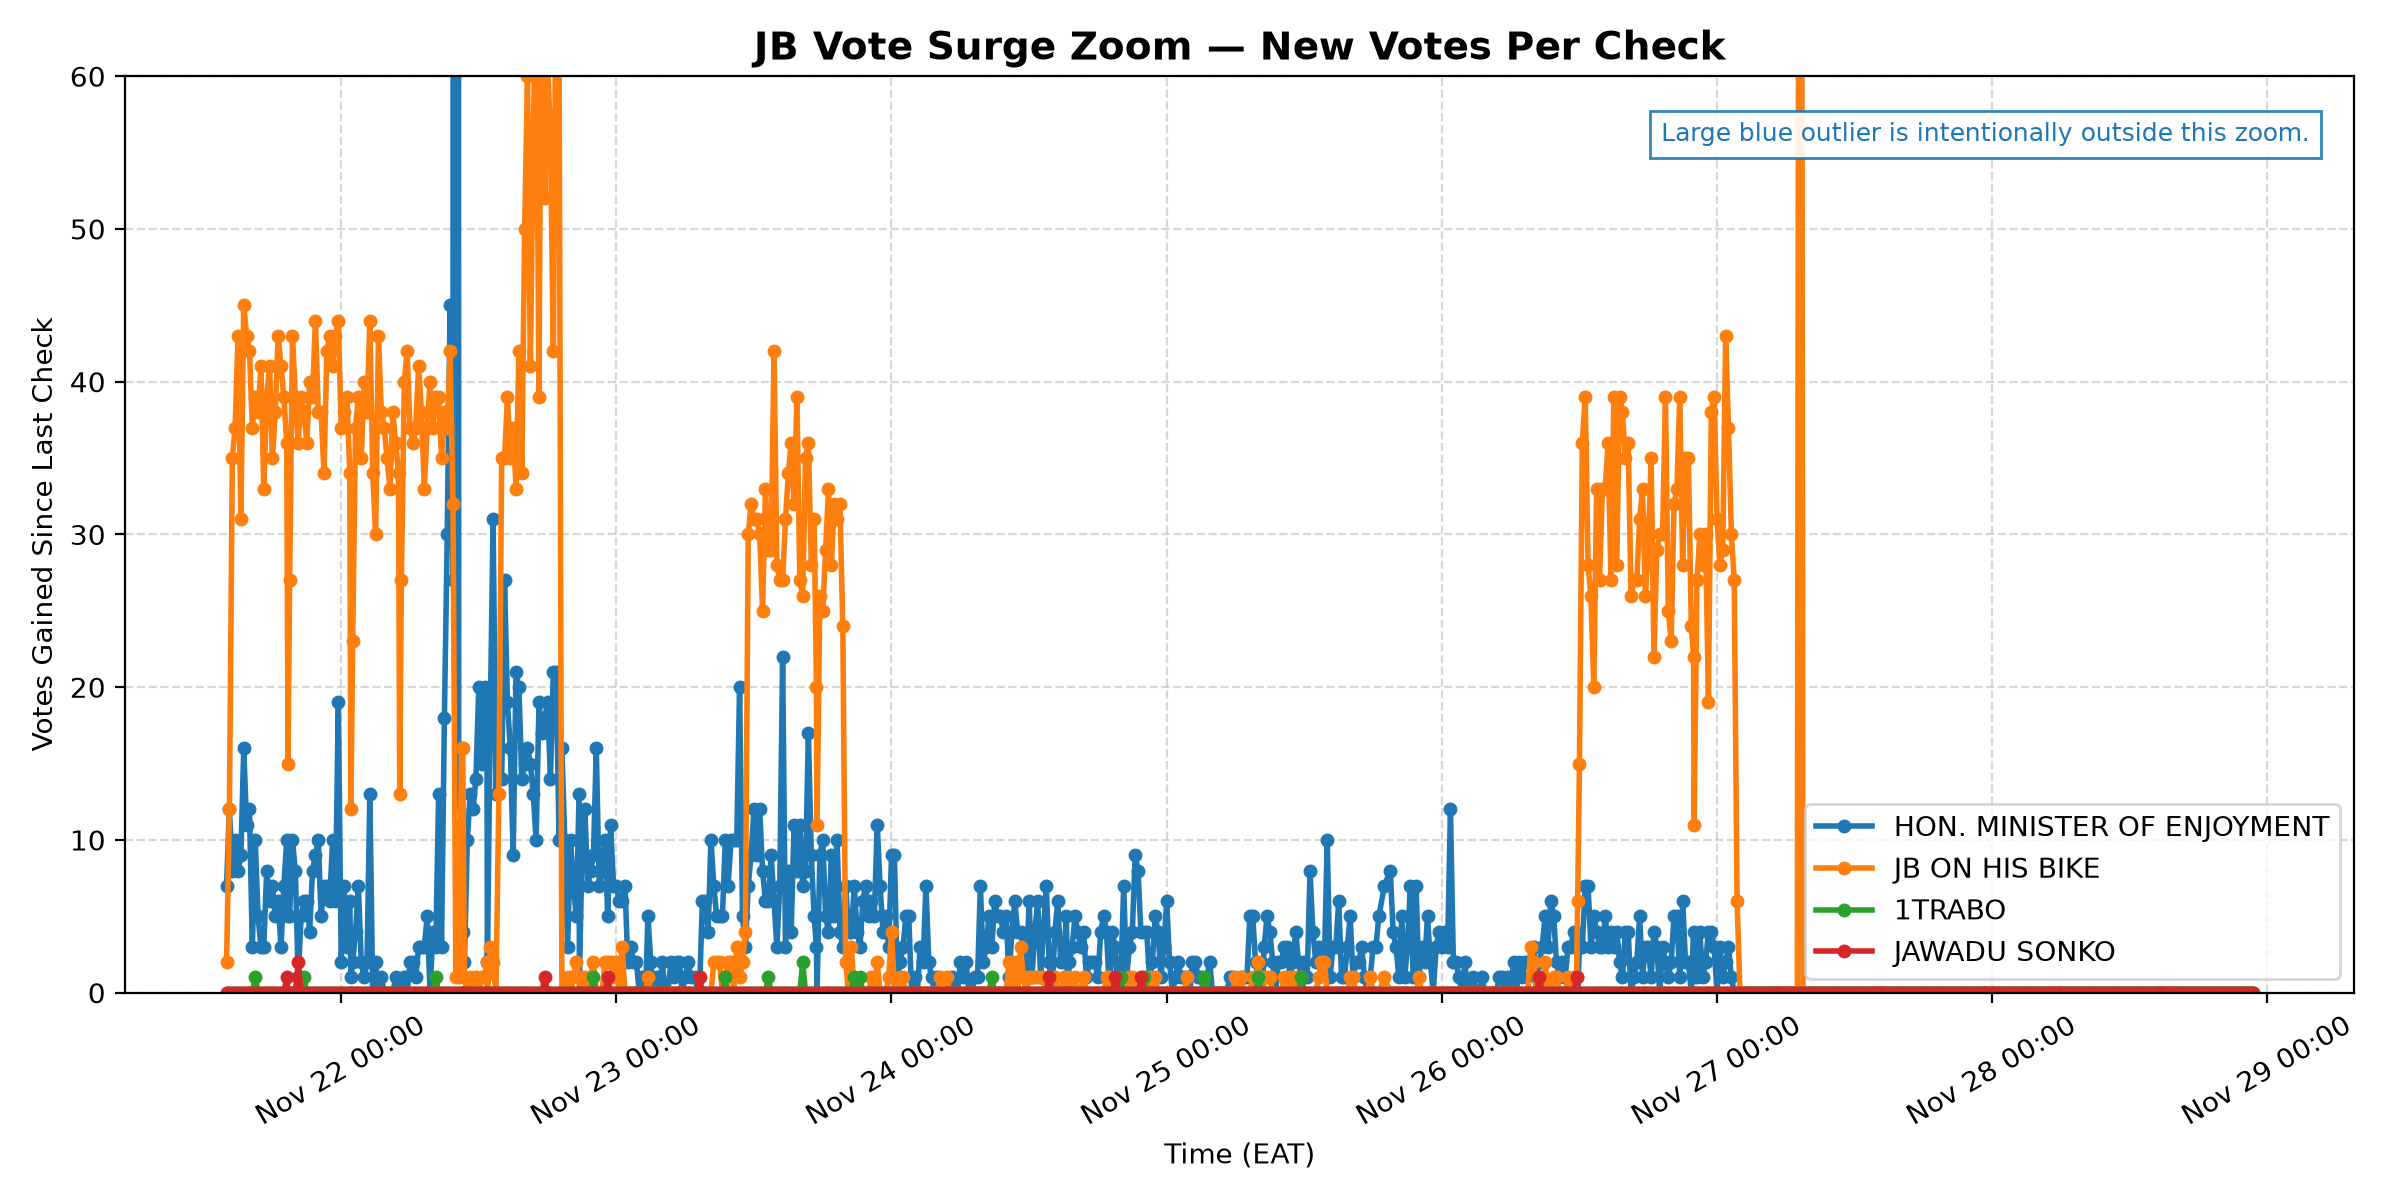 JB Vote Surge Zoom — New Votes Per Check
Large blue outlier is intentionally outside this zoom.
Votes Gained Since Last Check
60
50
40
30
20
10
0
HON. MINISTER OF ENJOYMENT
JB ON HIS BIKE
1TRABO
JAWADU SONKO
Nov 22 00:00
Nov 23 00:00
Nov 24 00:00
Nov 25 00:00
Nov 26 00:00
Nov 27 00:00
Nov 28 00:00
Nov 29 00:00
Time (EAT)